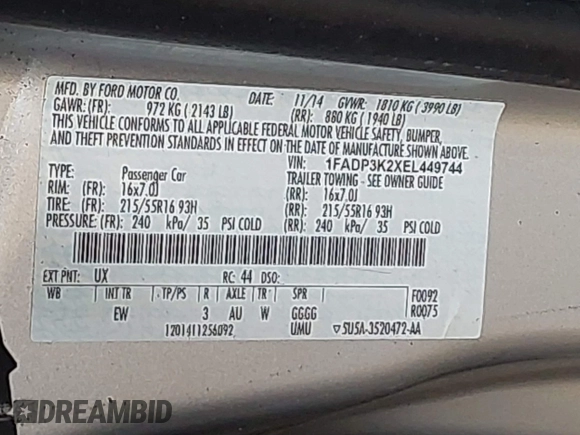 MFD. BY FORD MOTOR CO.
DATE: 11/14 GVWR: 1810 KG ( 3990 LB)
GAWR: (FR): 972 KG ( 2143 LB) (RR): 880 KG ( 1940 LB)
THIS VEHICLE CONFORMS TO ALL APPLICABLE FEDERAL MOTOR VEHICLE SAFETY, BUMPER,
AND THEFT PREVENTION STANDARDS IN EFFECT ON THE DATE OF MANUFACTURE SHOWN ABOVE.
VIN: 1FADP3K2XEL449744
TYPE: Passenger Car TRAILER TOWING - SEE OWNER GUIDE
RIM: (FR): 16x7.0J (RR): 16x7.0J
TIRE: (FR): 215/55R16 93H (RR): 215/55R16 93H
PRESSURE: (FR): 240 kPa/ 35 PSI COLD (RR): 240 kPa/ 35 PSI COLD
EXT PNT: UX RC: 44 DSO:
WB INT TR TP/PS R AXLE TR SPR F0092
EW 3 AU W GGGG R0075
1201411256092 UMU ▽5U5A-3520472-AA
DREAMBID